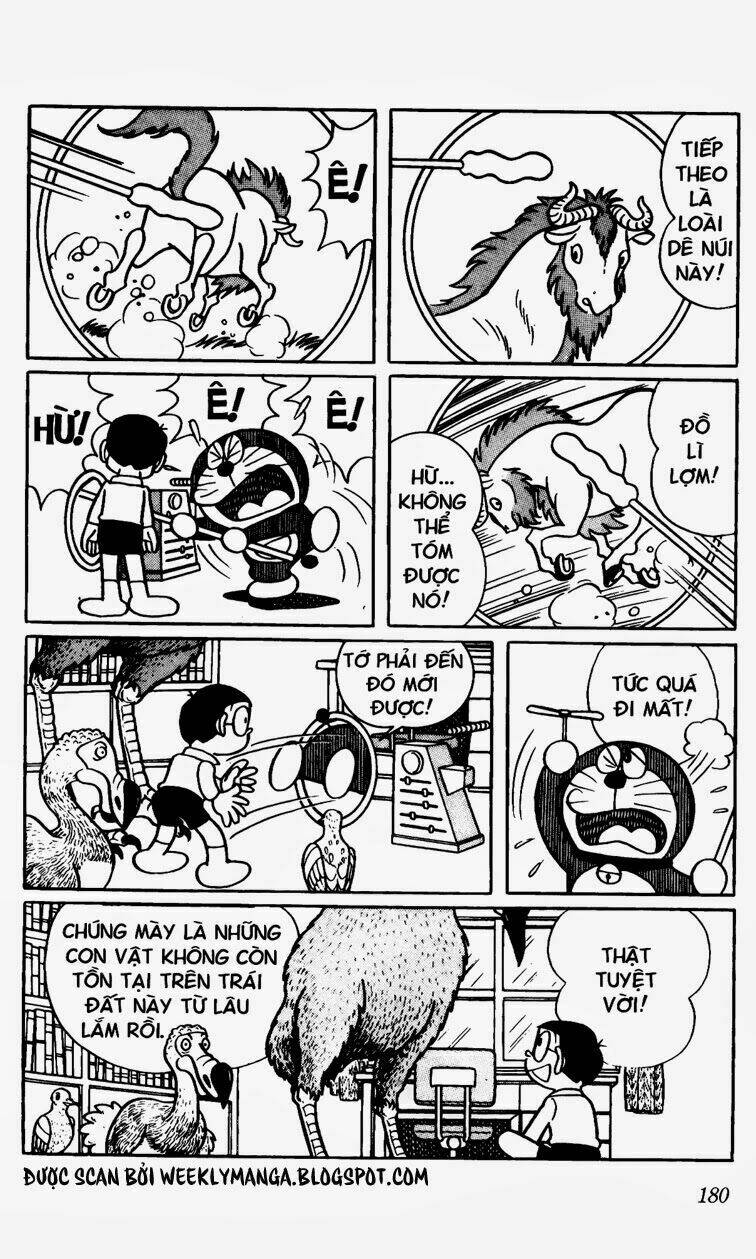 TIẾP
THEO
LÀ
LOÀI
DÊ NÚI
NÀY!
Ê!
ĐỒ
LÌ
LỢM!
HỪ...
KHÔNG
THỂ
TÓM
ĐƯỢC
NÓ!
Ê!
Ê!
HỪ!
TỨC QUÁ
ĐI MẤT!
TỚ PHẢI ĐẾN
ĐÓ MỚI
ĐƯỢC!
THẬT
TUYỆT
VỜI!
CHÚNG MÀY LÀ NHỮNG
CON VẬT KHÔNG CÒN
TỒN TẠI TRÊN TRÁI
ĐẤT NÀY TỪ LÂU
LẮM RỒI.
ĐƯỢC SCAN BỞI WEEKLYMANGA.BLOGSPOT.COM
180